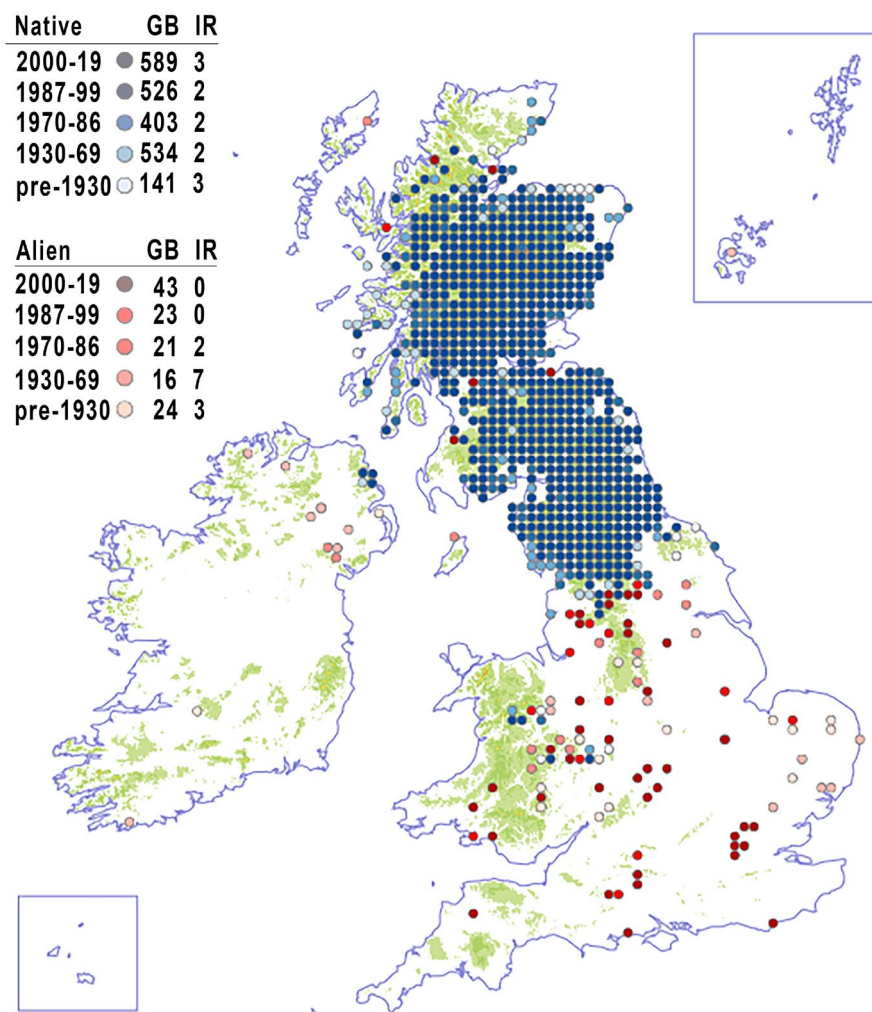 Native GB IR
2000-19 589 3
1987-99 526 2
1970-86 403 2
1930-69 534 2
pre-1930 141 3
Alien GB IR
2000-19 43 0
1987-99 23 0
1970-86 21 2
1930-69 16 7
pre-1930 24 3